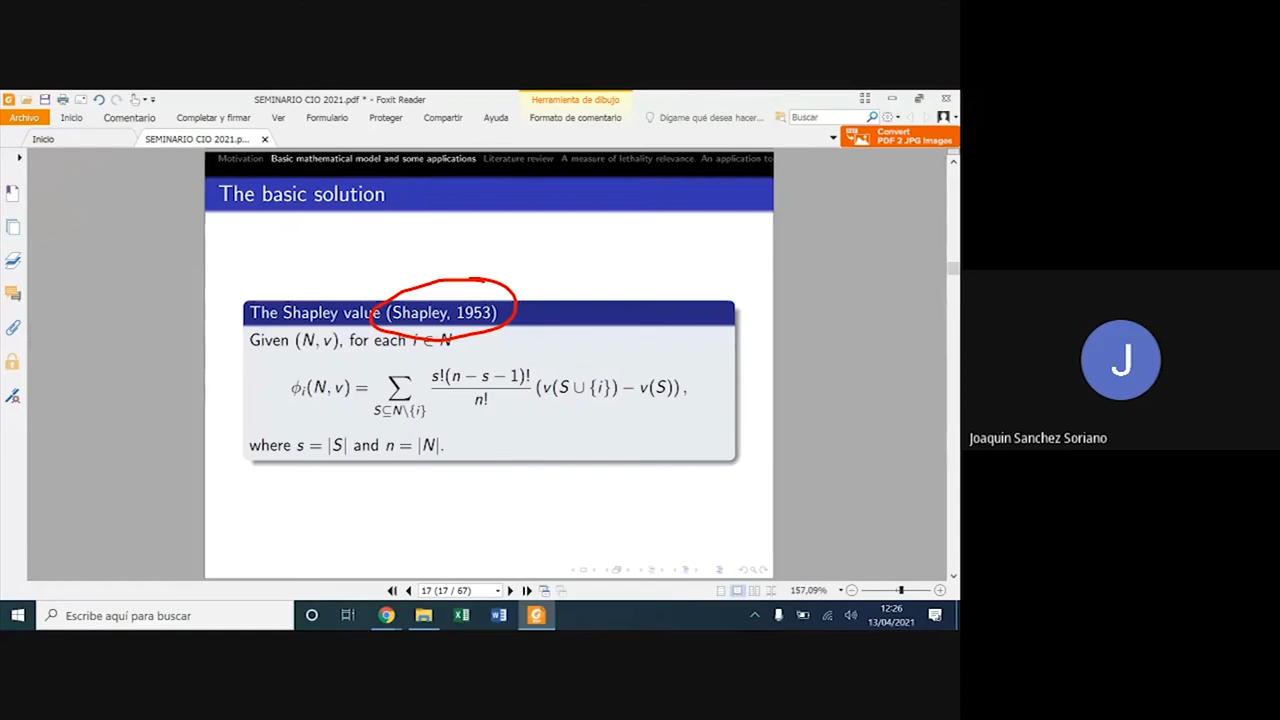 SEMINARIO CIO 2021.pdf * - Foxit Reader
Herramienta de dibujo
Archivo Inicio Comentario Completar y firmar Ver Formulario Proteger Compartir Ayuda Formato de comentario Dígame qué desea hacer... Buscar
Inicio SEMINARIO CIO 2021.p... Convert
PDF 2 JPG Images
Motivation Basic mathematical model and some applications Literature review A measure of lethality relevance. An application to
The basic solution
The Shapley value (Shapley, 1953)
Given (N, v), for each i ∈ N
ϕᵢ(N, v) = ∑_{S⊆N\{i}} s!(n − s − 1)!/n! (v(S ∪ {i}) − v(S)),
where s = |S| and n = |N|.
J
Joaquin Sanchez Soriano
17 (17 / 67) 157,09%
Escribe aquí para buscar 12:26
13/04/2021